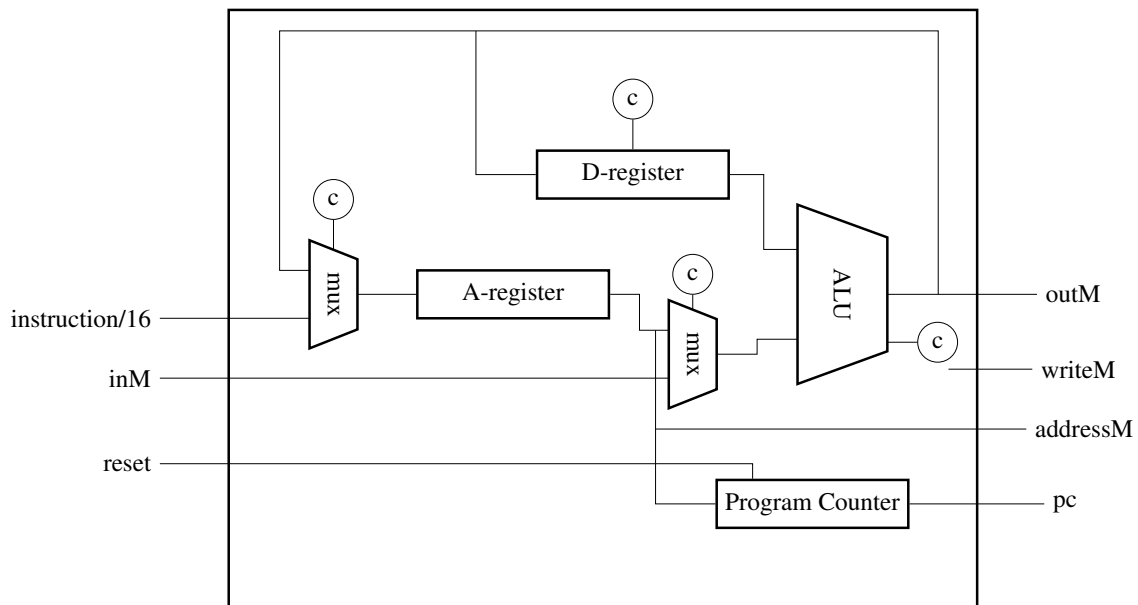 c
D-register
c
mux
c
A-register
mux
ALU
outM
instruction/16
c
writeM
inM
addressM
reset
Program Counter
pc